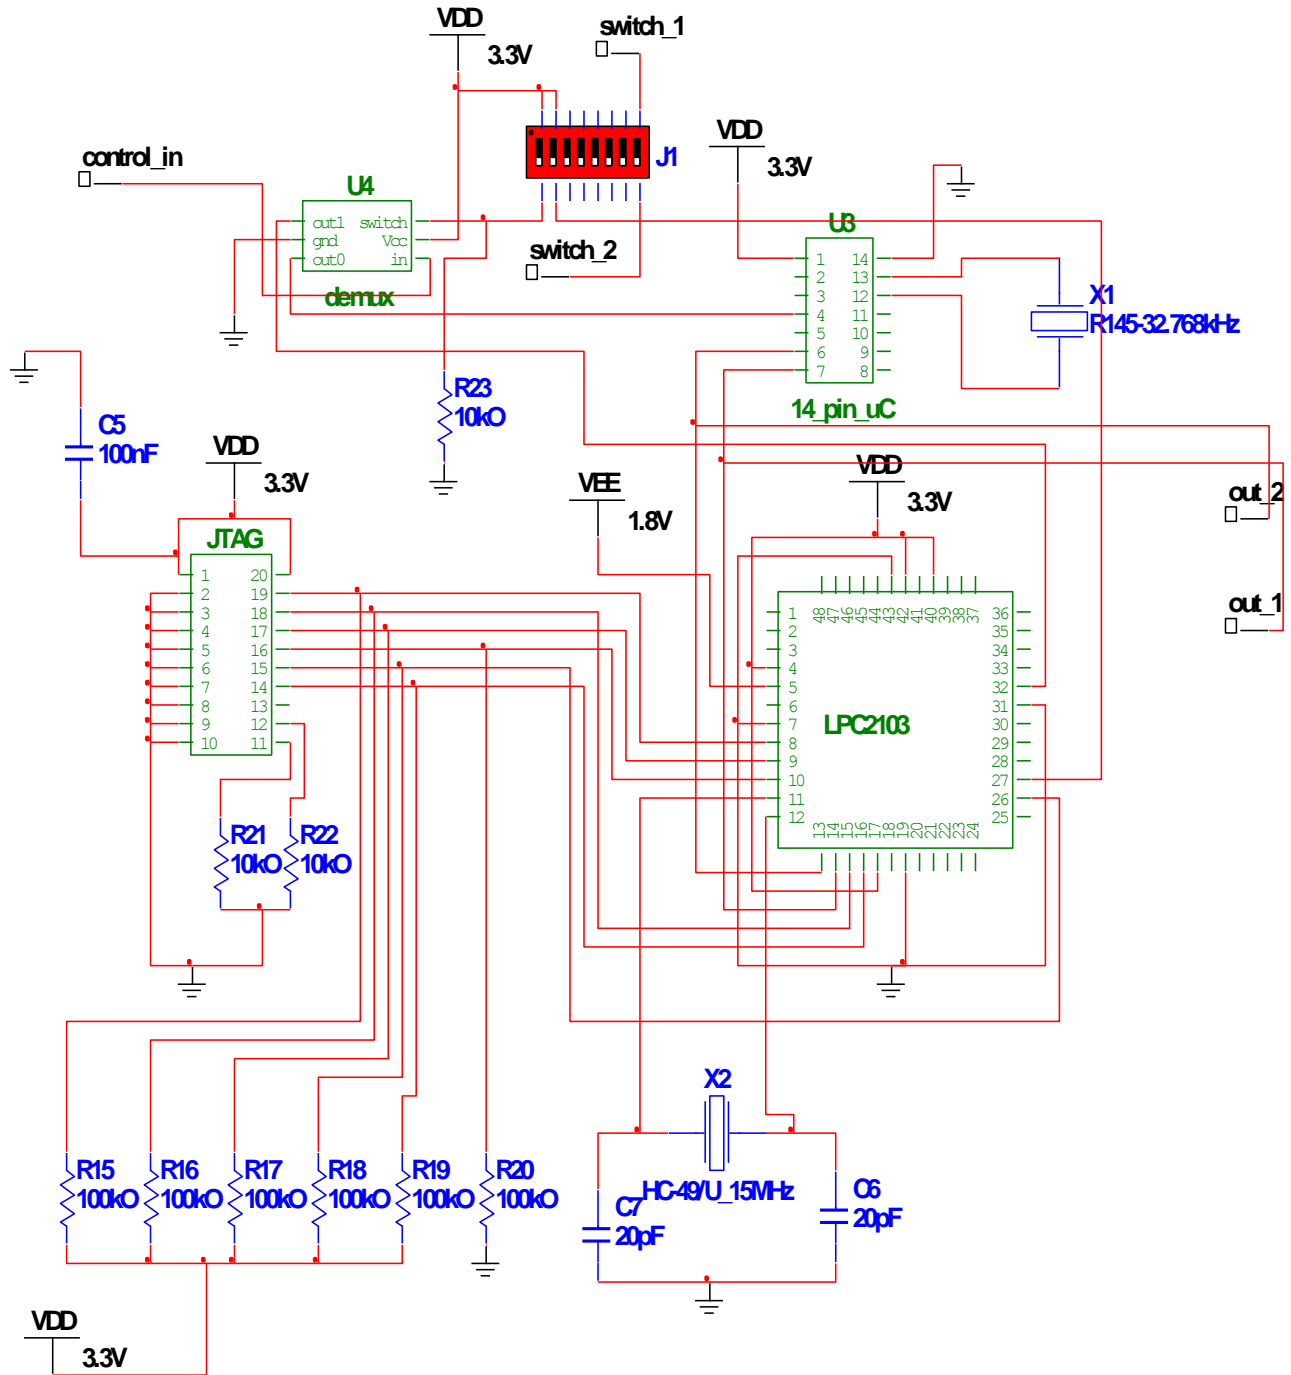 VDD
3.3V
switch_1
control_in
J1
VDD
3.3V
U4
out1 switch
gnd Vcc
out0 in
demux
switch_2
U3
1 14
2 13
3 12
4 11
5 10
6 9
7 8
14_pin_uC
X1
R145-32.768kHz
R23
10kO
C5
100nF
VDD
3.3V
VEE
1.8V
VDD
3.3V
out_2
out_1
JTAG
1 20
2 19
3 18
4 17
5 16
6 15
7 14
8 13
9 12
10 11
48 47 46 45 44 43 42 41 40 39 38 37
1 36
2 35
3 34
4 33
5 32
6 31
7 30
8 29
9 28
10 27
11 26
12 25
LPC2103
13 14 15 16 17 18 19 20 21 22 23 24
R21
10kO
R22
10kO
X2
HC-49/U_15MHz
R15
100kO
R16
100kO
R17
100kO
R18
100kO
R19
100kO
R20
100kO
C7
20pF
C6
20pF
VDD
3.3V